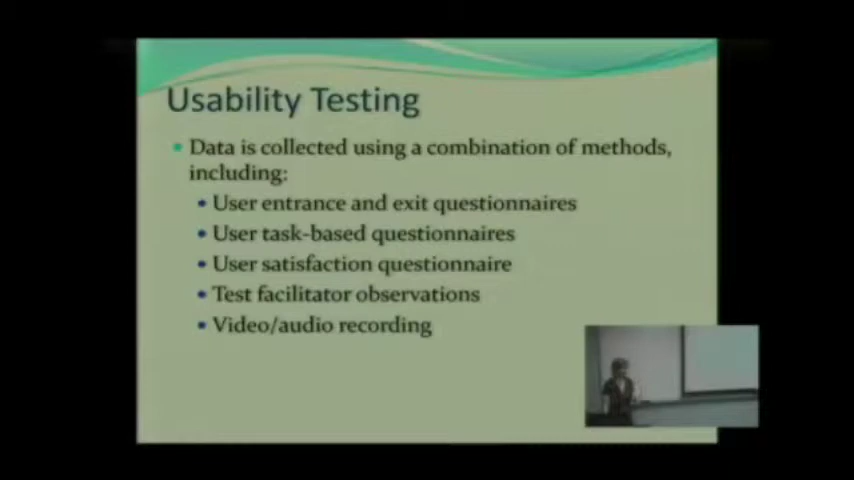 Usability Testing
Data is collected using a combination of methods,
including:
User entrance and exit questionnaires
User task-based questionnaires
User satisfaction questionnaire
Test facilitator observations
Video/audio recording